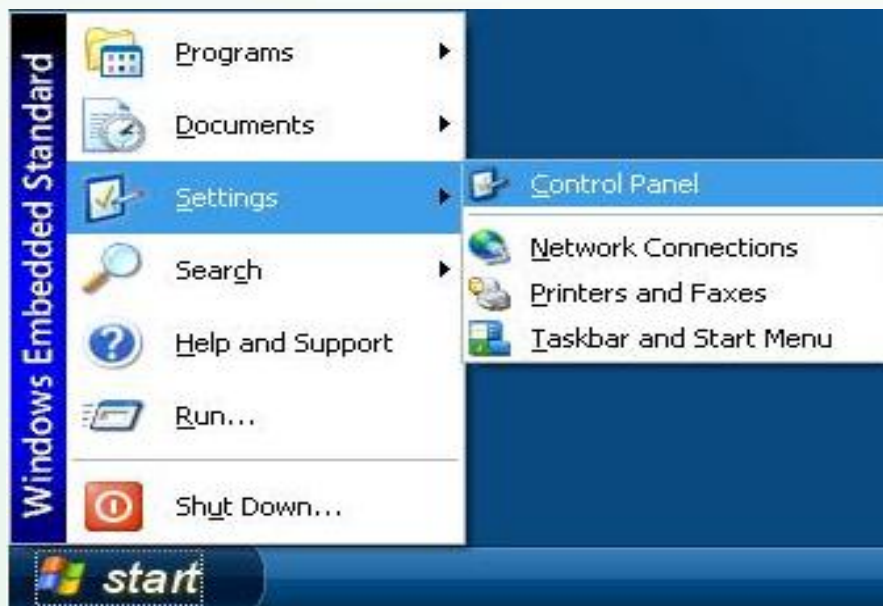 Windows Embedded Standard
Programs
Documents
Settings
Search
Help and Support
Run...
Shut Down...
Control Panel
Network Connections
Printers and Faxes
Taskbar and Start Menu
start